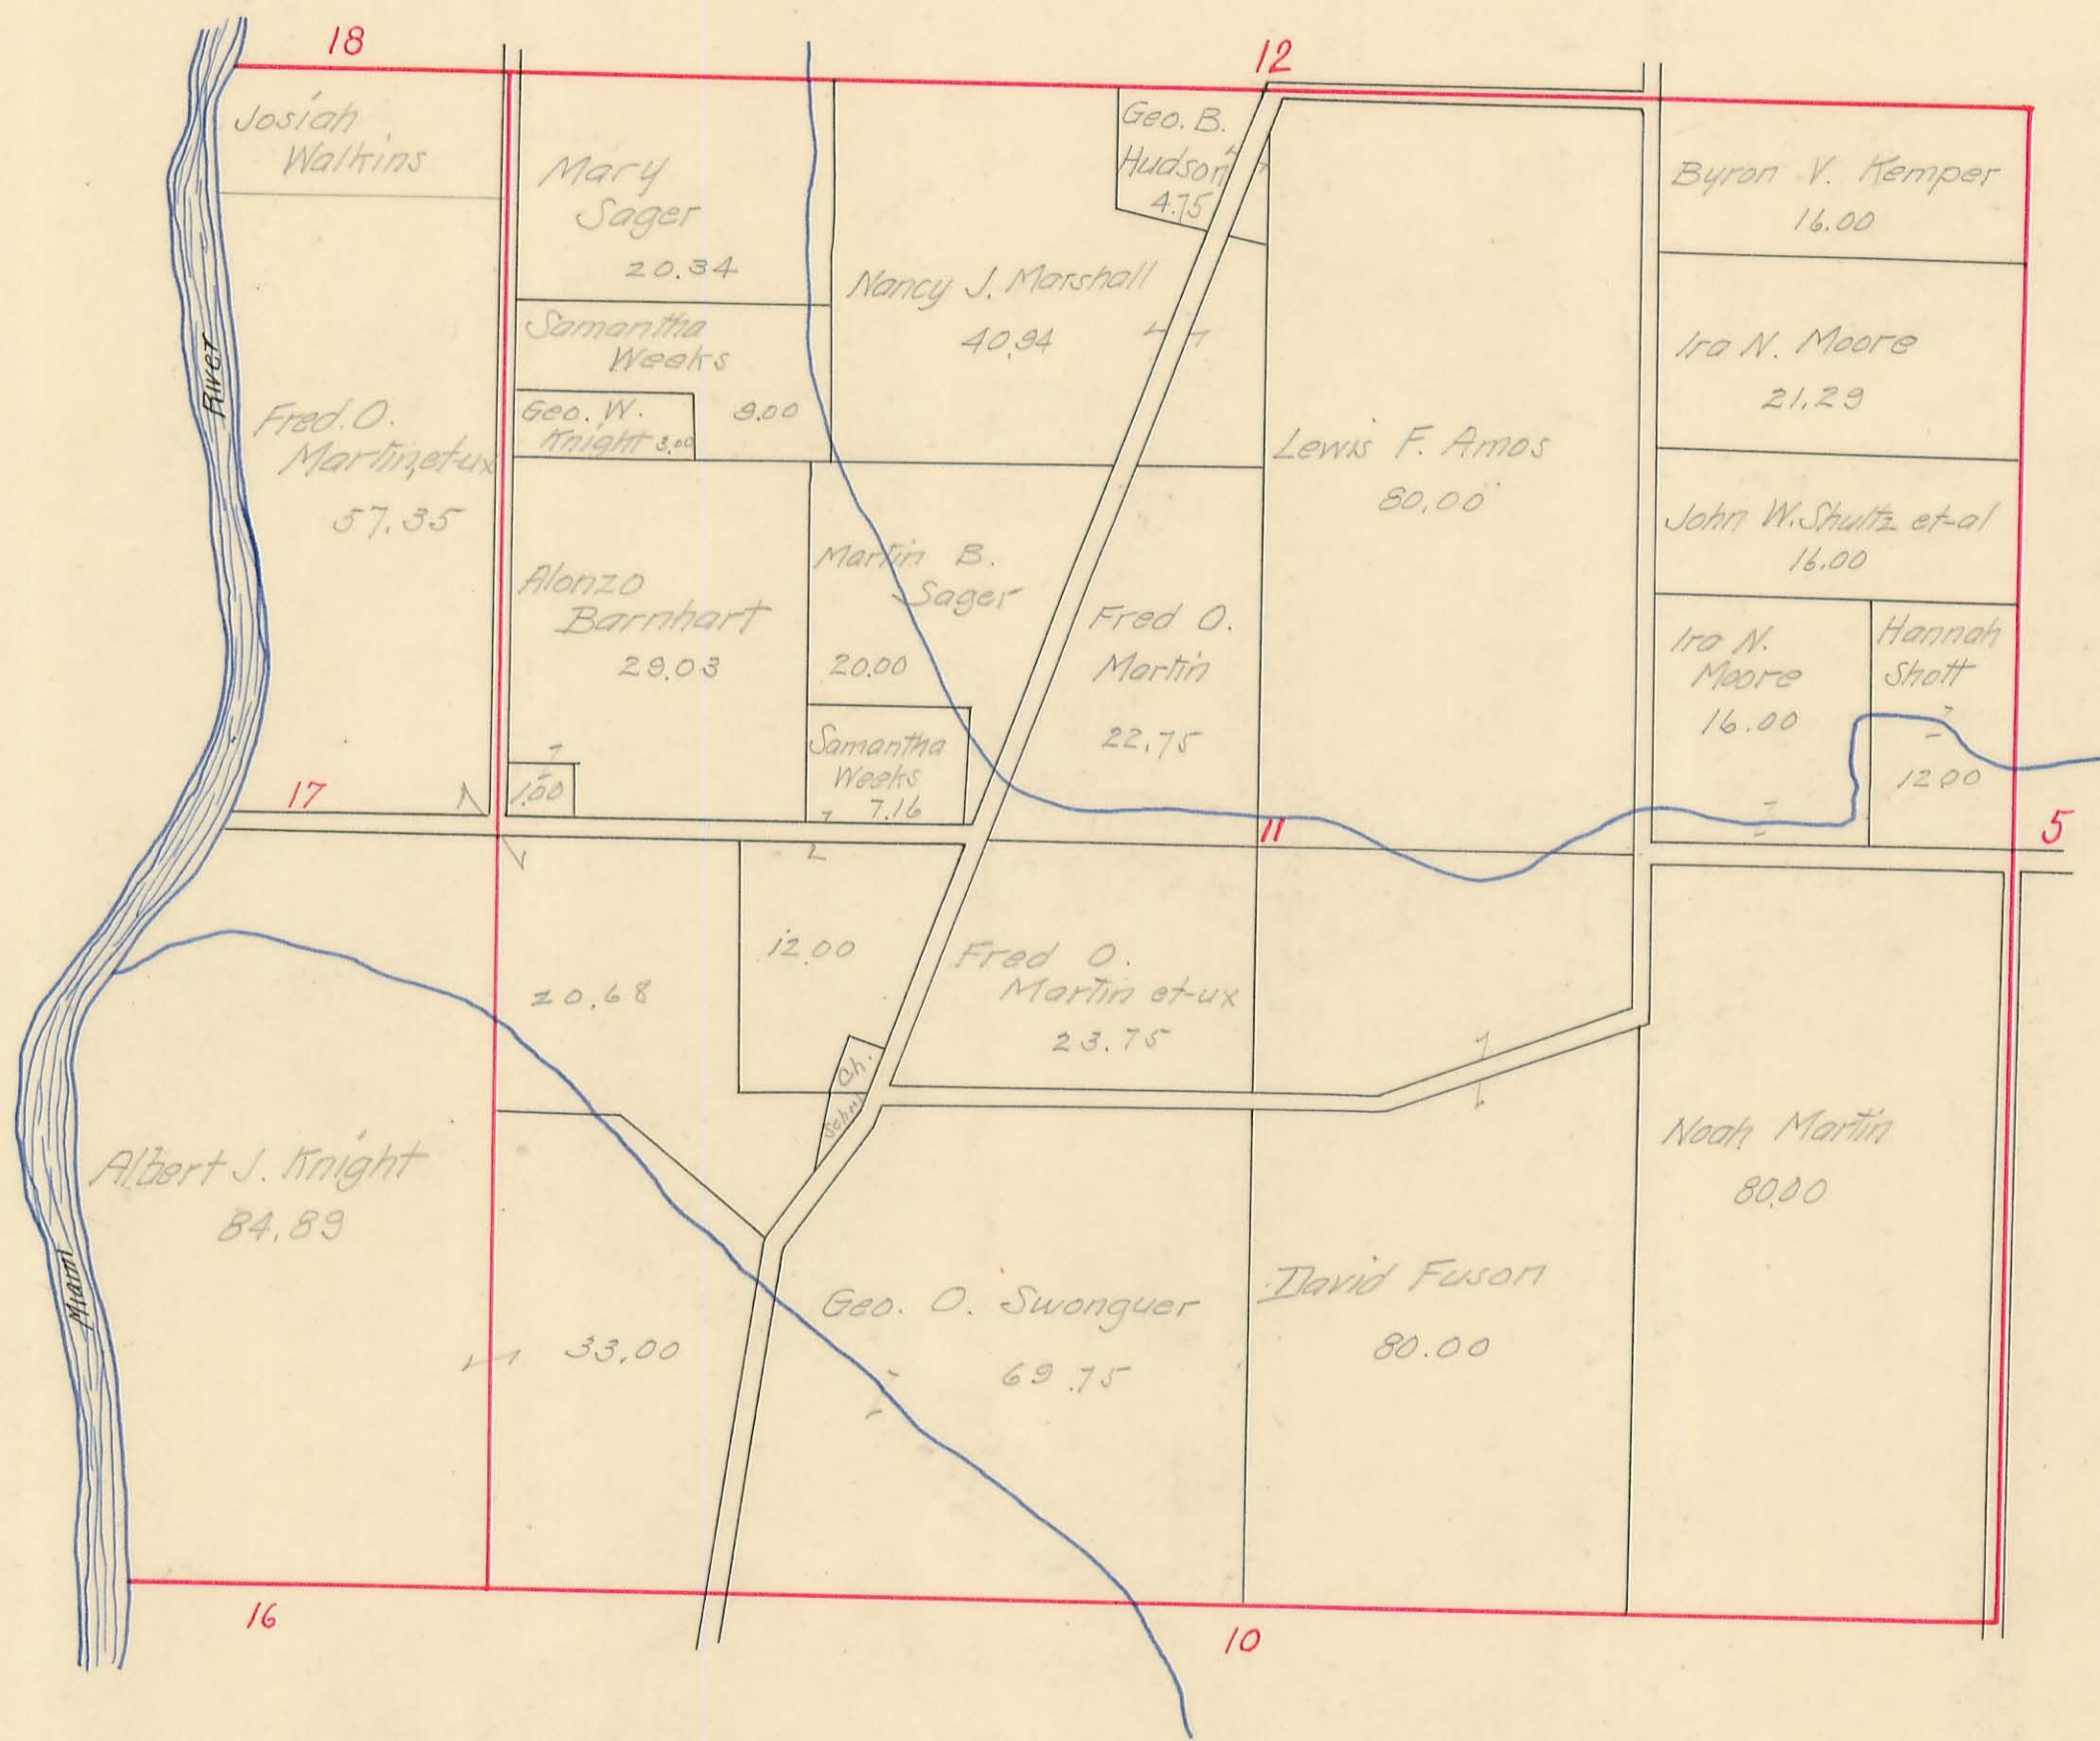 18
12
Josiah
Walkins
Mary
Sager
20.34
Geo. B.
Hudson
4.75
Byron V. Kemper
16.00
Nancy J. Marshall
40.94
Samantha
Weeks
9.00
Geo. W.
Knight 3.00
Ira N. Moore
21.29
River
Fred. O.
Martin, et-ux
57.35
Lewis F. Amos
80.00
John W. Shultz et-al
16.00
Alonzo
Barnhart
29.03
Martin B.
Sager
20.00
Fred O.
Martin
22.75
Ira N.
Moore
16.00
Hannah
Shott
12.00
Samantha
Weeks
7.16
1.00
17
11
5
20.68
12.00
Fred O.
Martin et-ux
23.75
Ch.
School
Noah Martin
80.00
Albert J. Knight
84.89
Miami
33.00
Geo. O. Swonguer
69.75
David Fuson
80.00
16
10